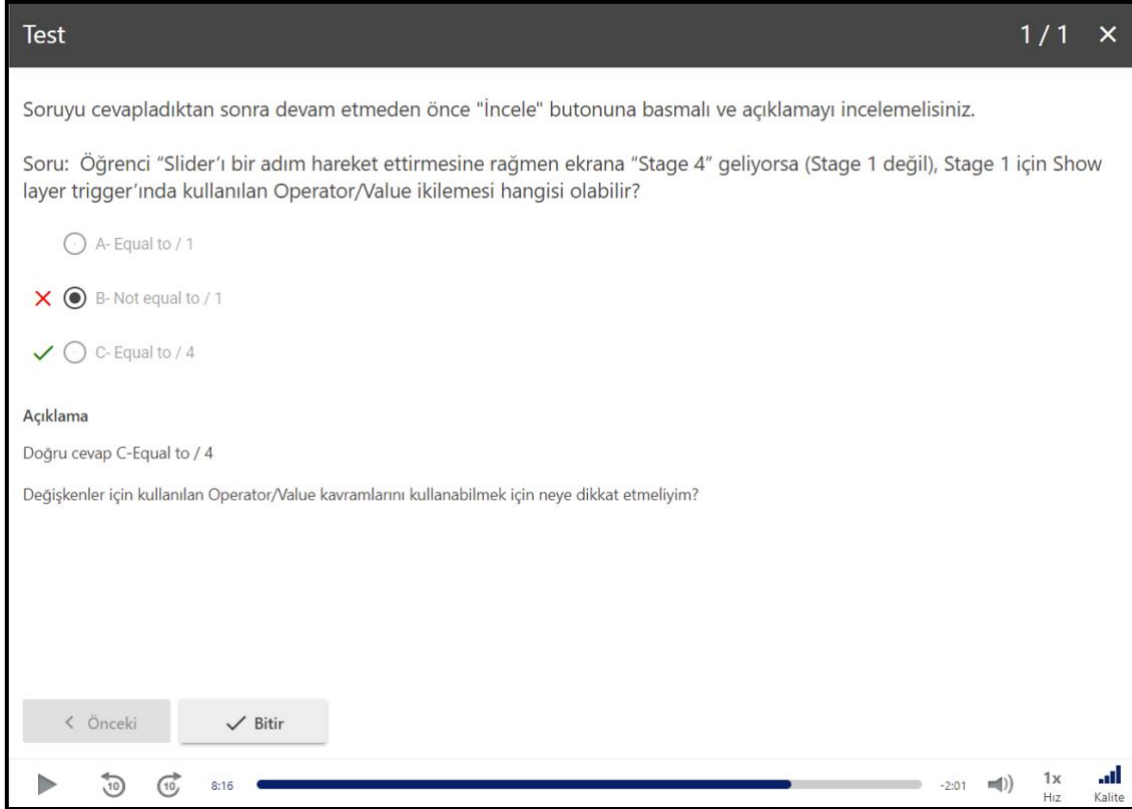 Test
1 / 1 ×
Soruyu cevapladıktan sonra devam etmeden önce "İncele" butonuna basmalı ve açıklamayı incelemelisiniz.
Soru: Öğrenci “Slider’ı bir adım hareket ettirmesine rağmen ekrana “Stage 4” geliyorsa (Stage 1 değil), Stage 1 için Show
layer trigger’ında kullanılan Operator/Value ikilemesi hangisi olabilir?
A- Equal to / 1
B- Not equal to / 1
C- Equal to / 4
Açıklama
Doğru cevap C-Equal to / 4
Değişkenler için kullanılan Operator/Value kavramlarını kullanabilmek için neye dikkat etmeliyim?
< Önceki
Bitir
10
10
8:16
-2:01
1x
Hız
Kalite